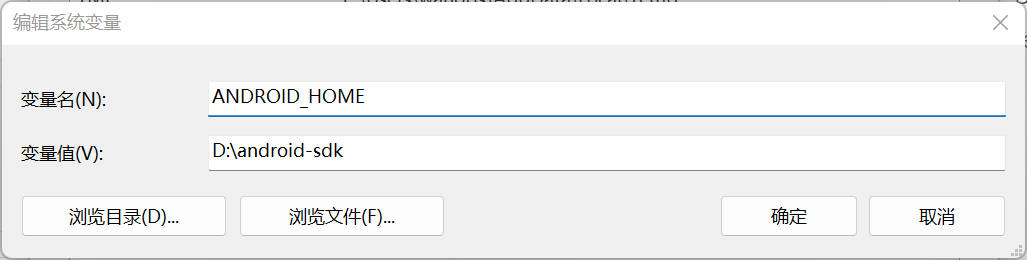 编辑系统变量
变量名(N):
ANDROID_HOME
变量值(V):
D:\android-sdk
浏览目录(D)...
浏览文件(F)...
确定
取消